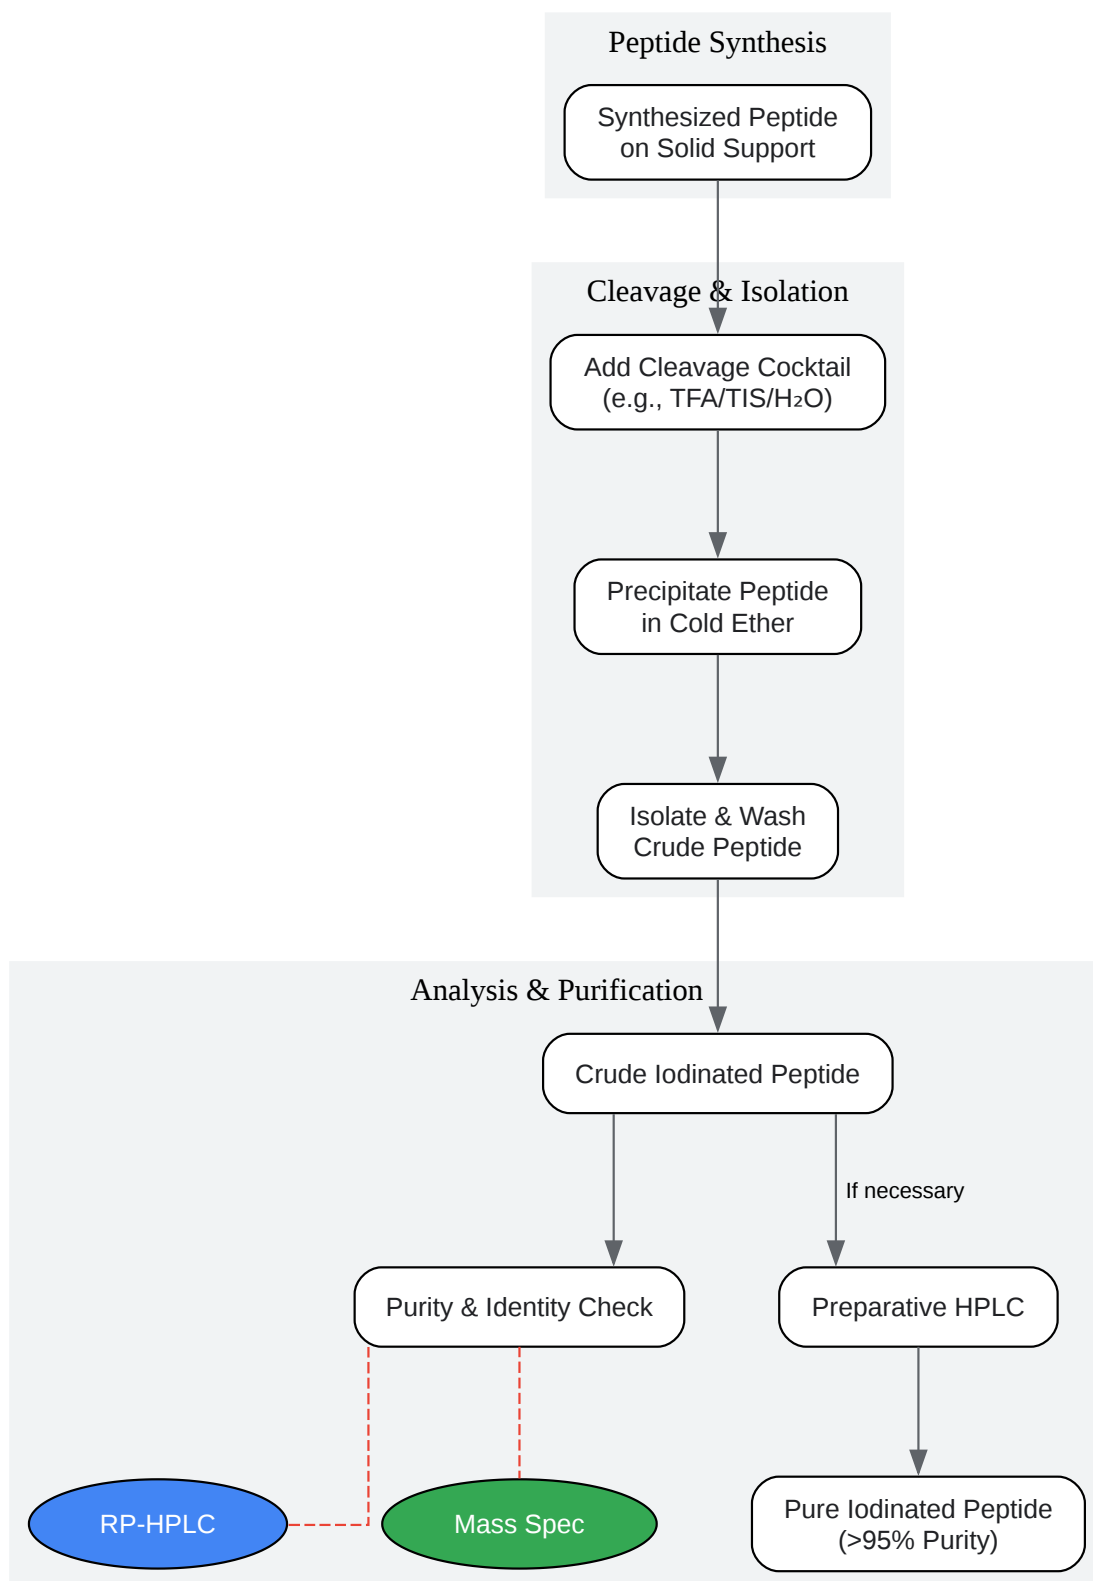 Peptide Synthesis
Synthesized Peptide
on Solid Support
Cleavage & Isolation
Add Cleavage Cocktail
(e.g., TFA/TIS/H₂O)
Precipitate Peptide
in Cold Ether
Isolate & Wash
Crude Peptide
Analysis & Purification
Crude Iodinated Peptide
If necessary
Purity & Identity Check
Preparative HPLC
RP-HPLC
Mass Spec
Pure Iodinated Peptide
(>95% Purity)